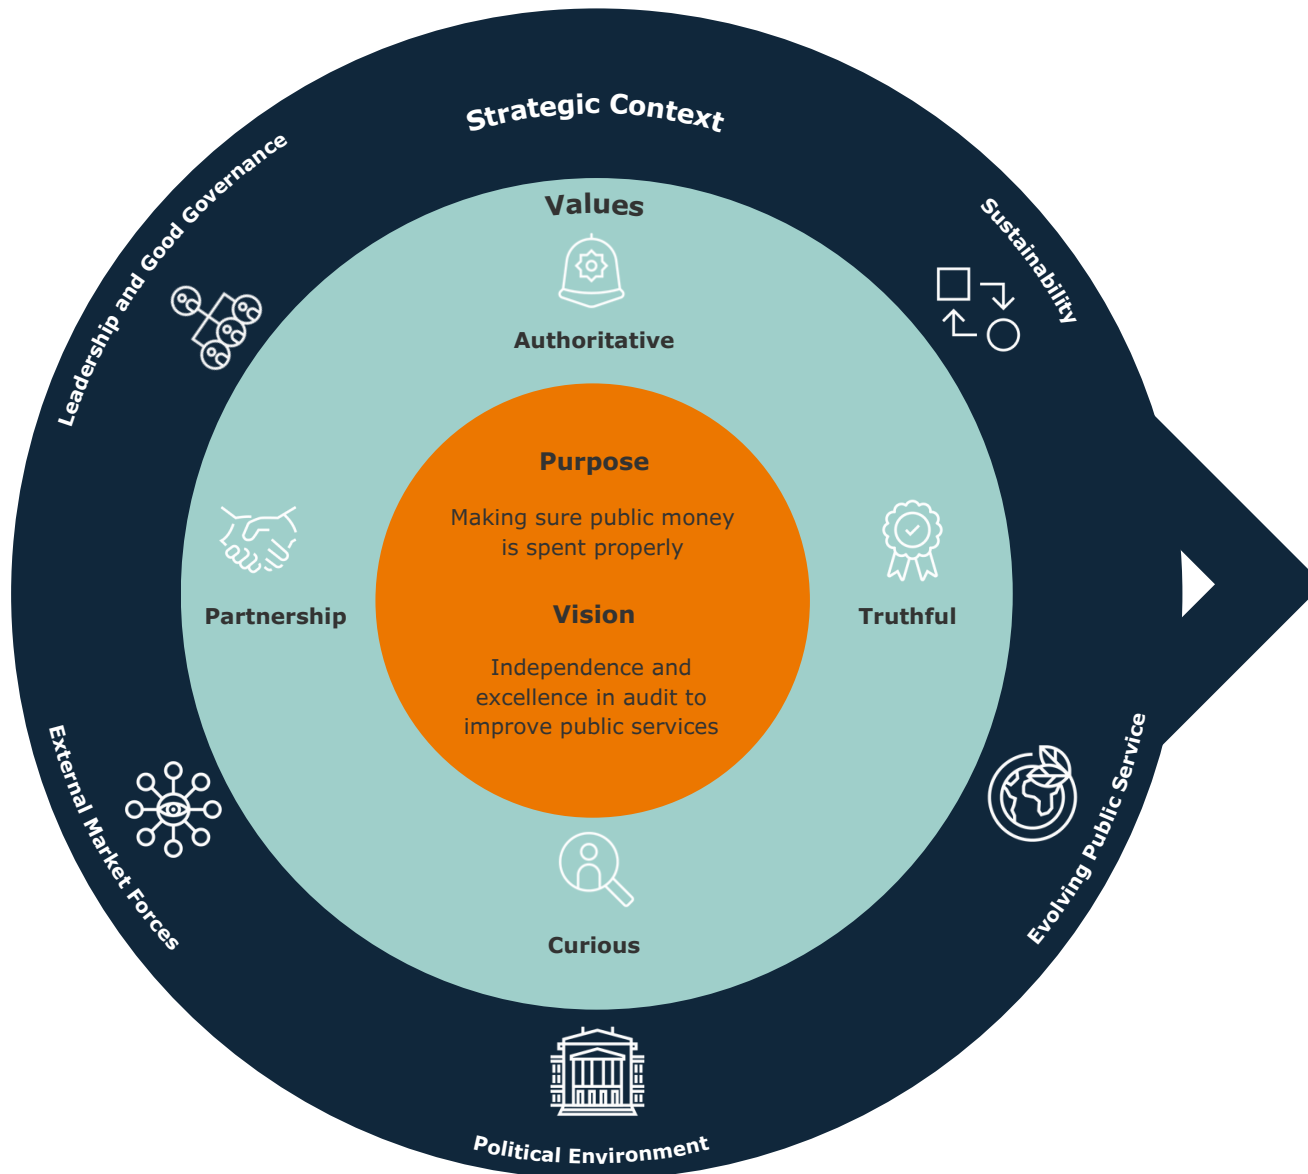 Strategic Context
Leadership and Good Governance
Sustainability
Values
Authoritative
Purpose
Making sure public money
is spent properly
Partnership
Truthful
Vision
Independence and
excellence in audit to
improve public services
External Market Forces
Evolving Public Service
Curious
Political Environment